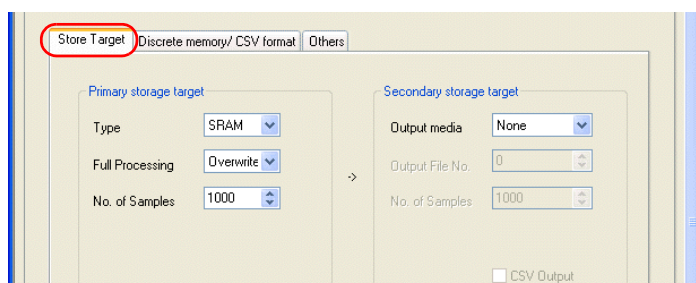 Store Target Discrete memory/ CSV format Others
Primary storage target
Type SRAM
Full Processing Overwrite
No. of Samples 1000
->
Secondary storage target
Output media None
Output File No. 0
No. of Samples 1000
CSV Output